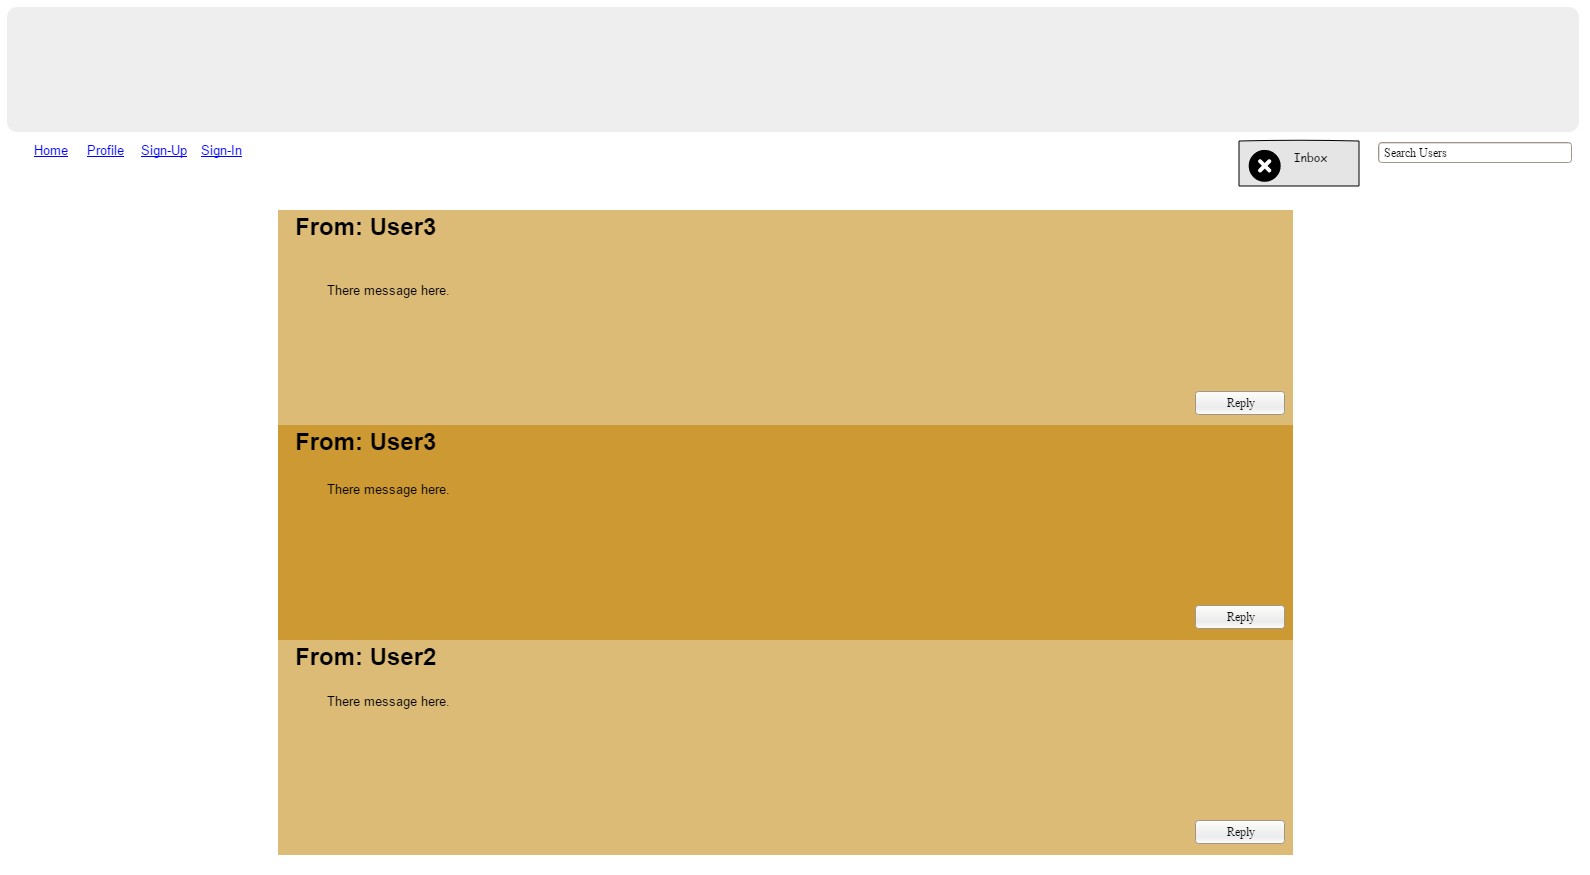 Home Profile Sign-Up Sign-In Inbox Search Users
From: User3
There message here.
Reply
From: User3
There message here.
Reply
From: User2
There message here.
Reply